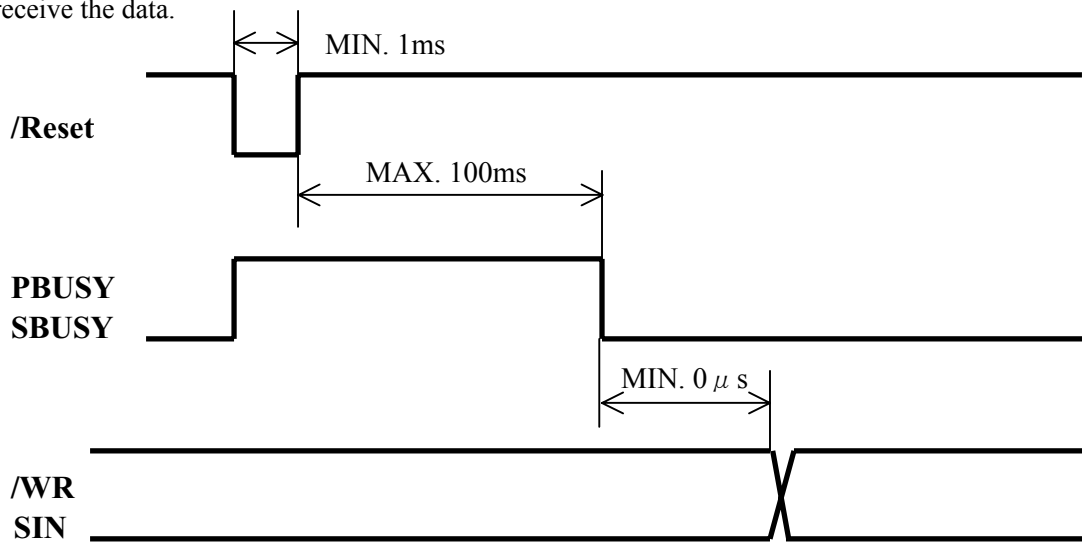 receive the data.
MIN. 1ms
/Reset
MAX. 100ms
PBUSY
SBUSY
MIN. 0 μ s
/WR
SIN